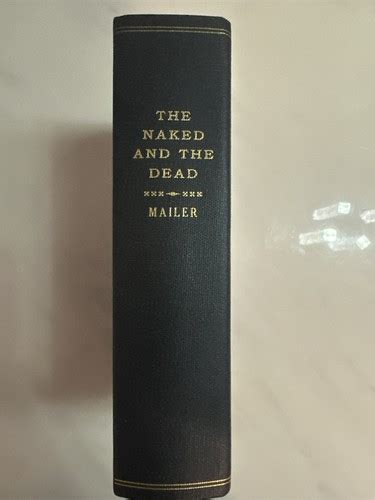 THE
NAKED
AND THE
DEAD
MAILER